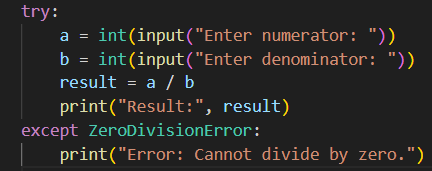 try:
    a = int(input("Enter numerator: "))
    b = int(input("Enter denominator: "))
    result = a / b
    print("Result:", result)
except ZeroDivisionError:
    print("Error: Cannot divide by zero.")